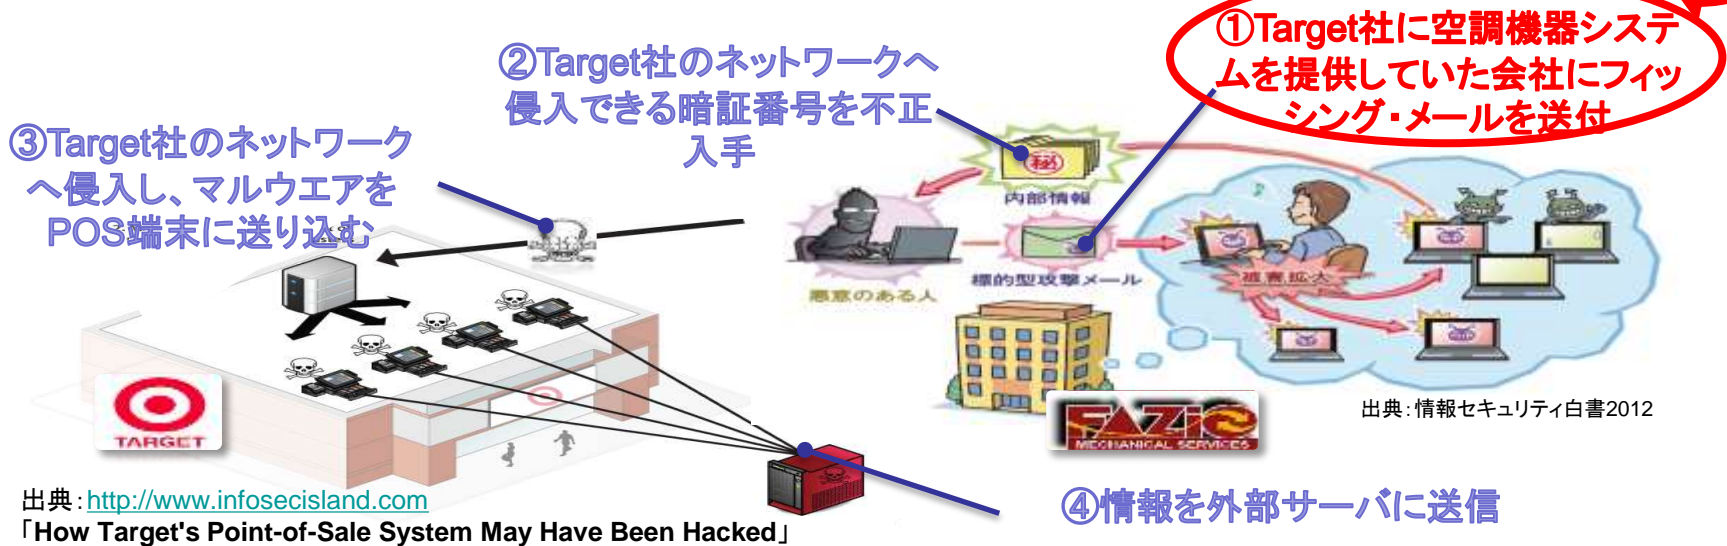 ①Target社に空調機器システ
ムを提供していた会社にフィッ
シング・メールを送付
②Target社のネットワークへ
侵入できる暗証番号を不正
入手
③Target社のネットワーク
へ侵入し、マルウエアを
POS端末に送り込む
秘
内部情報
標的型攻撃メール
悪意のある人
被害拡大
TARGET
FAZIO
MECHANICAL SERVICES
出典：情報セキュリティ白書2012
④情報を外部サーバに送信
出典：http://www.infosecisland.com
「How Target's Point-of-Sale System May Have Been Hacked」